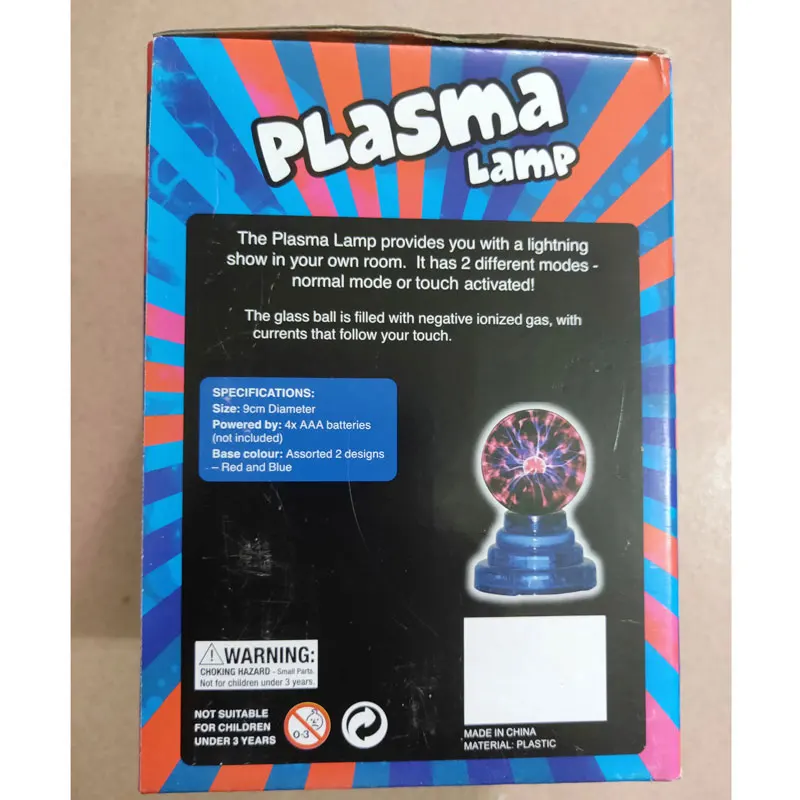 PLasma
Lamp
The Plasma Lamp provides you with a lightning
show in your own room. It has 2 different modes -
normal mode or touch activated!
The glass ball is filled with negative ionized gas, with
currents that follow your touch.
SPECIFICATIONS:
Size: 9cm Diameter
Powered by: 4x AAA batteries
(not included)
Base colour: Assorted 2 designs
– Red and Blue
WARNING:
CHOKING HAZARD - Small Parts.
Not for children under 3 years.
NOT SUITABLE
FOR CHILDREN
UNDER 3 YEARS
0-3
MADE IN CHINA
MATERIAL: PLASTIC